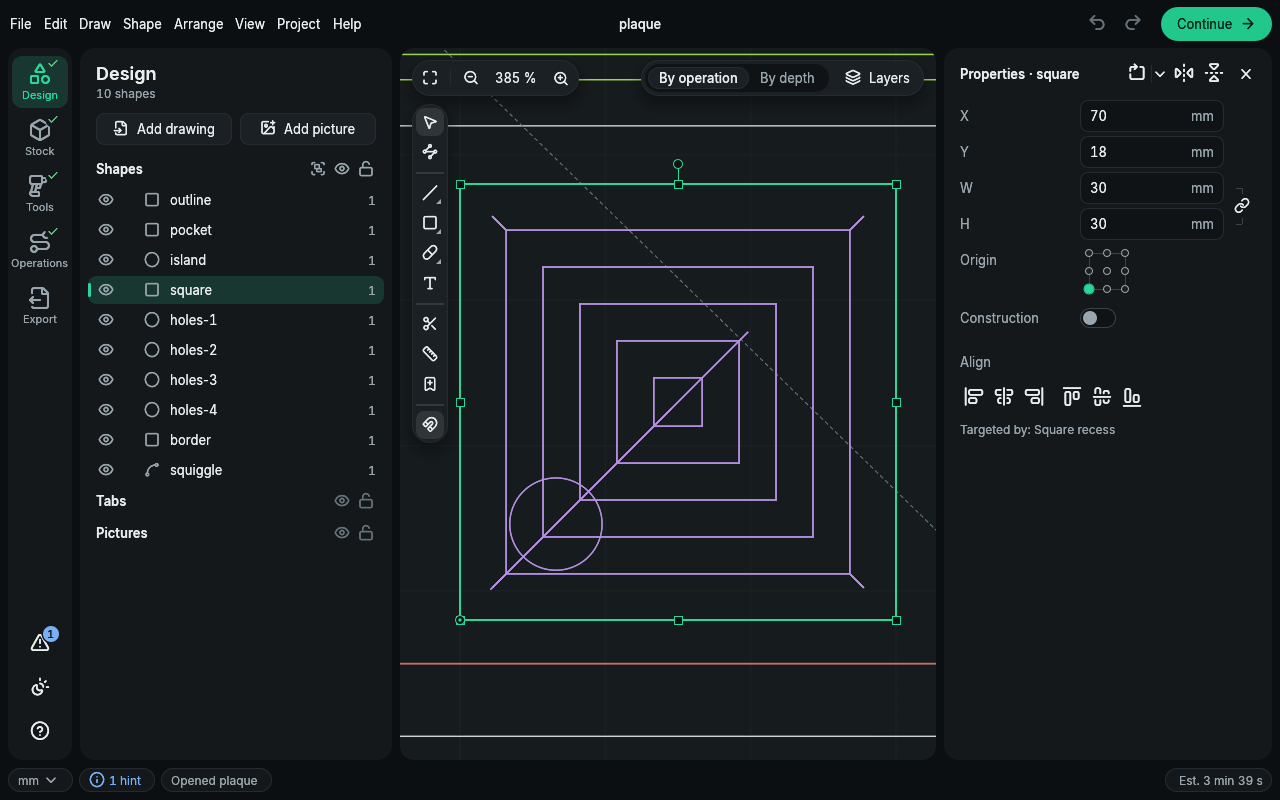 File Edit Draw Shape Arrange View Project Help
plaque
Continue
Design
Stock
Tools
Operations
Export
1
Design
10 shapes
Add drawing
Add picture
Shapes
outline 1
pocket 1
island 1
square 1
holes-1 1
holes-2 1
holes-3 1
holes-4 1
border 1
squiggle 1
Tabs
Pictures
385 %
By operation
By depth
Layers
T
Properties · square
X 70 mm
Y 18 mm
W 30 mm
H 30 mm
Origin
Construction
Align
Targeted by: Square recess
mm
1 hint
Opened plaque
Est. 3 min 39 s